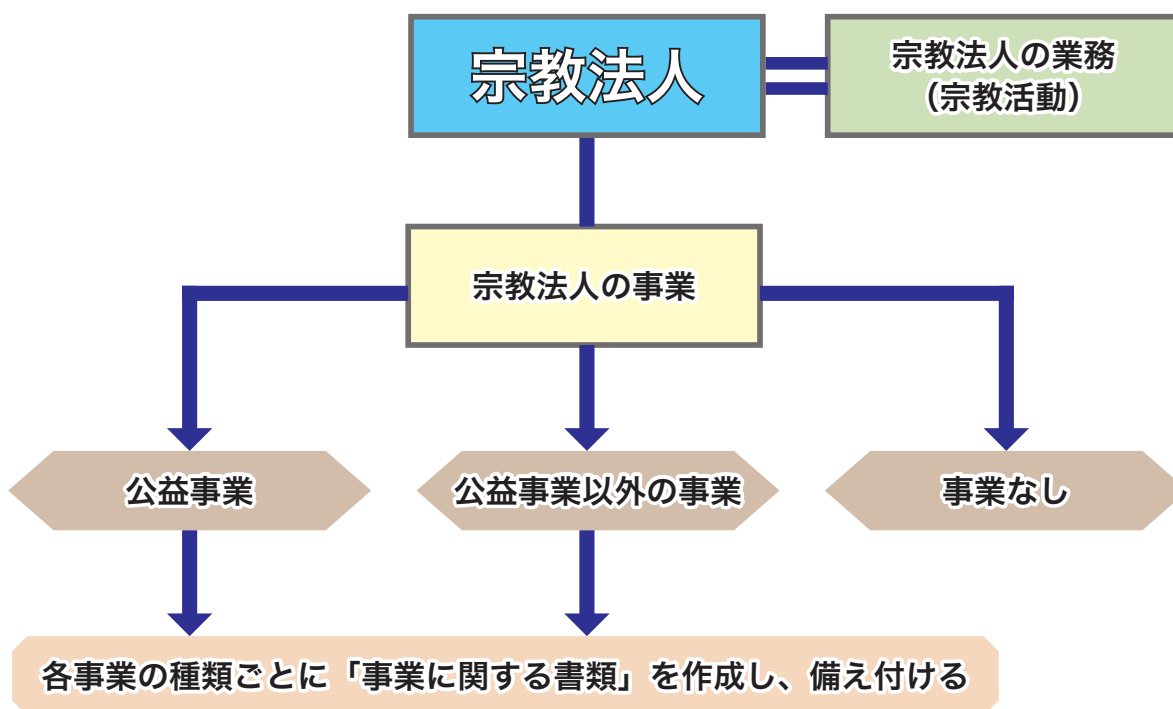 宗教法人
宗教法人の業務
(宗教活動)
宗教法人の事業
公益事業
公益事業以外の事業
事業なし
各事業の種類ごとに「事業に関する書類」を作成し、備え付ける